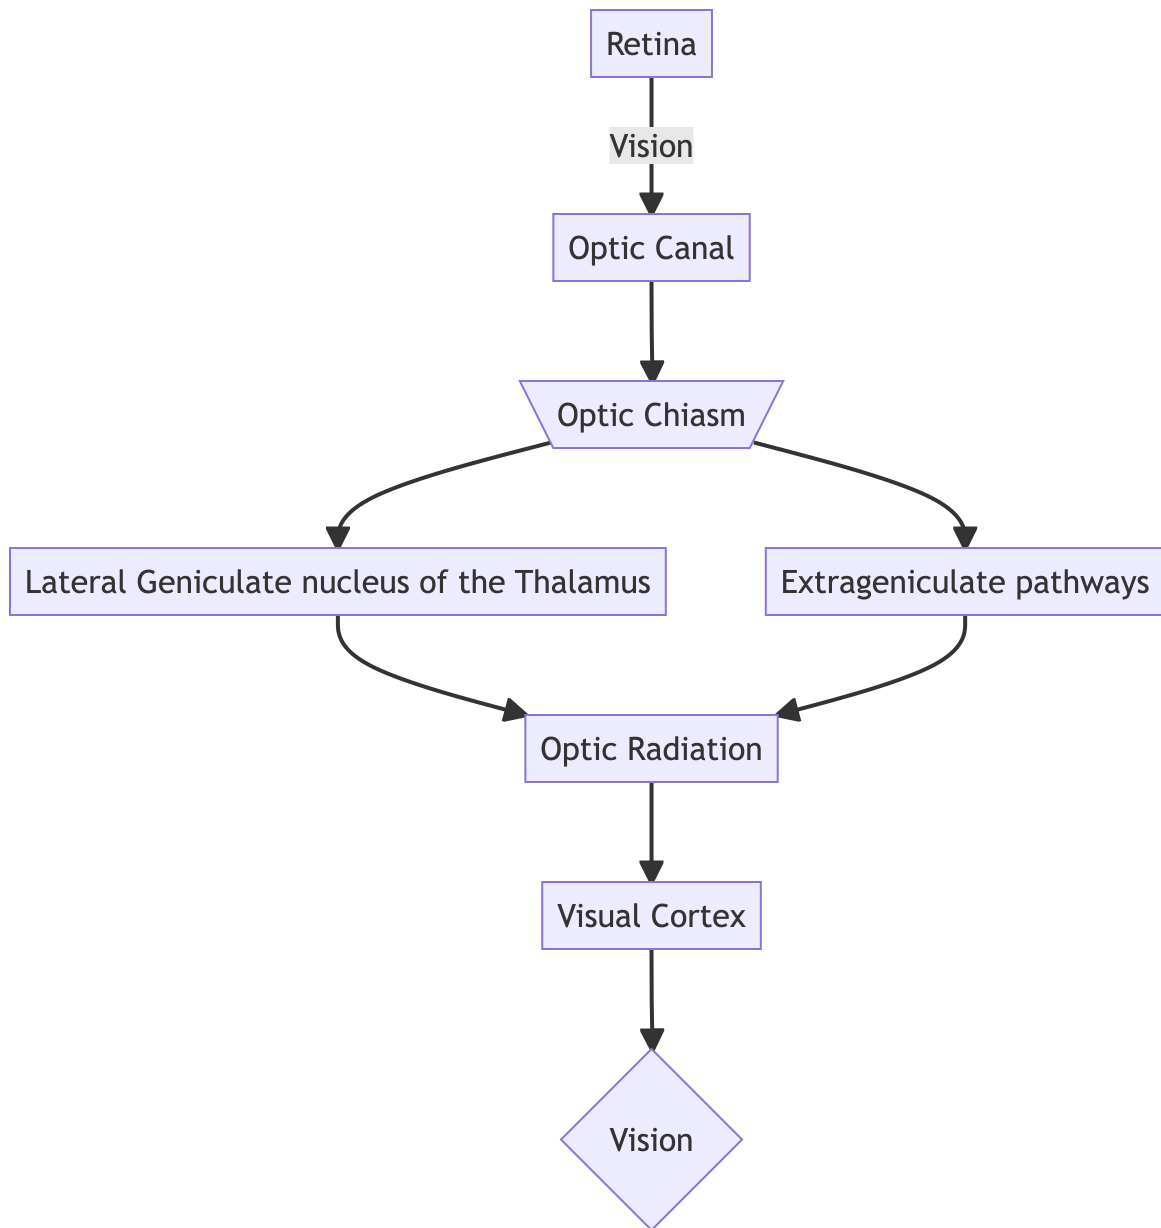 Retina
Vision
Optic Canal
Optic Chiasm
Lateral Geniculate nucleus of the Thalamus
Extrageniculate pathways
Optic Radiation
Visual Cortex
Vision